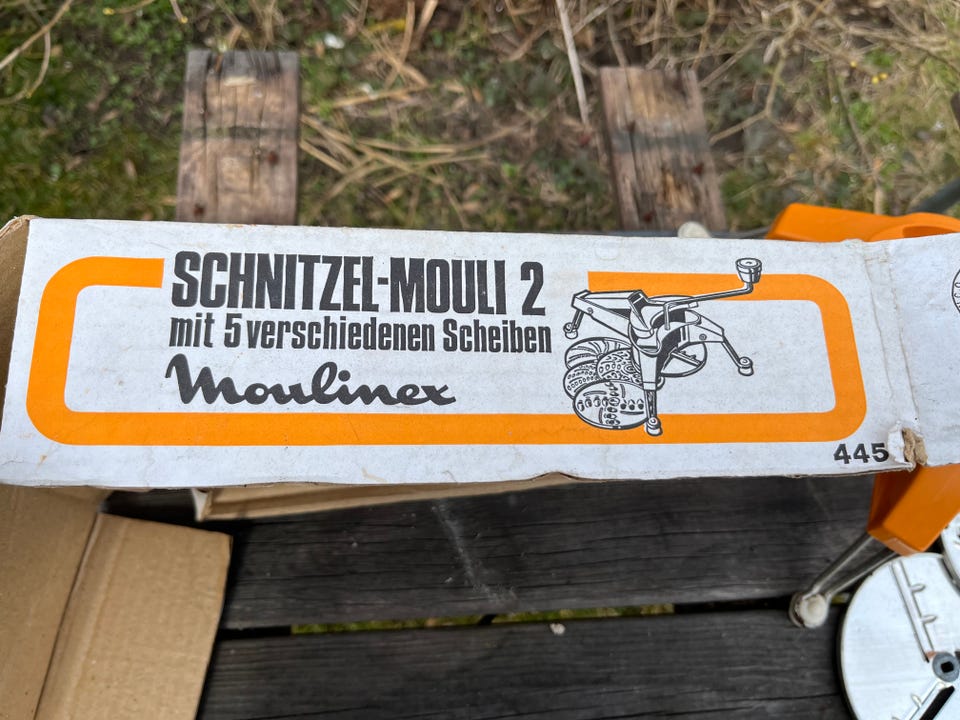 SCHNITZEL-MOULI 2
mit 5 verschiedenen Scheiben
Moulinex
445